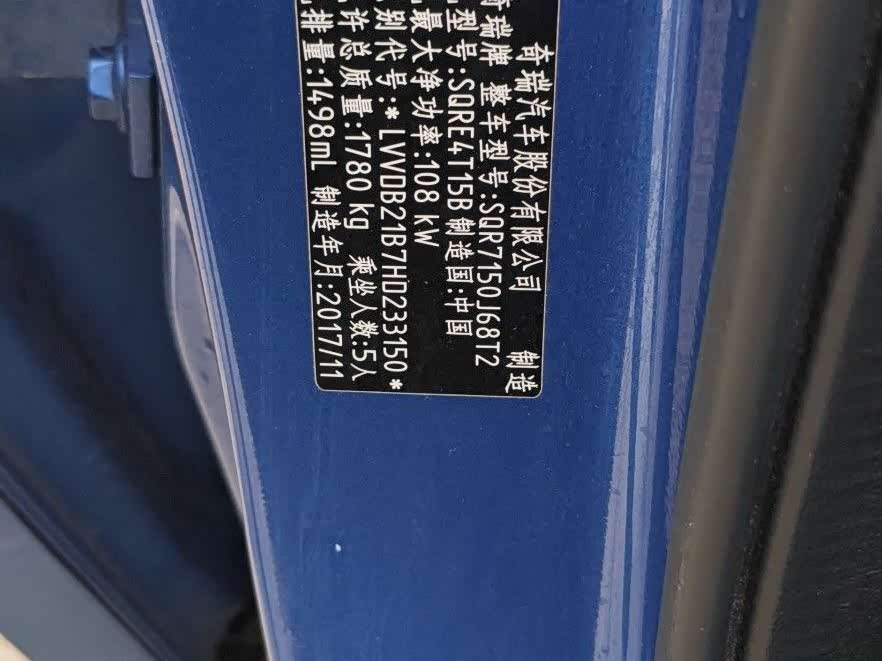 奇瑞汽车股份有限公司 制造
奇瑞牌 整车型号:SQR7150J68T2
型号:SQRE4T15B 制造国:中国
最大净功率:108 kW
别代号:*LVVDB21B7HD233150*
许总质量:1780 kg 乘坐人数:5人
排量:1498mL 制造年月:2017/11